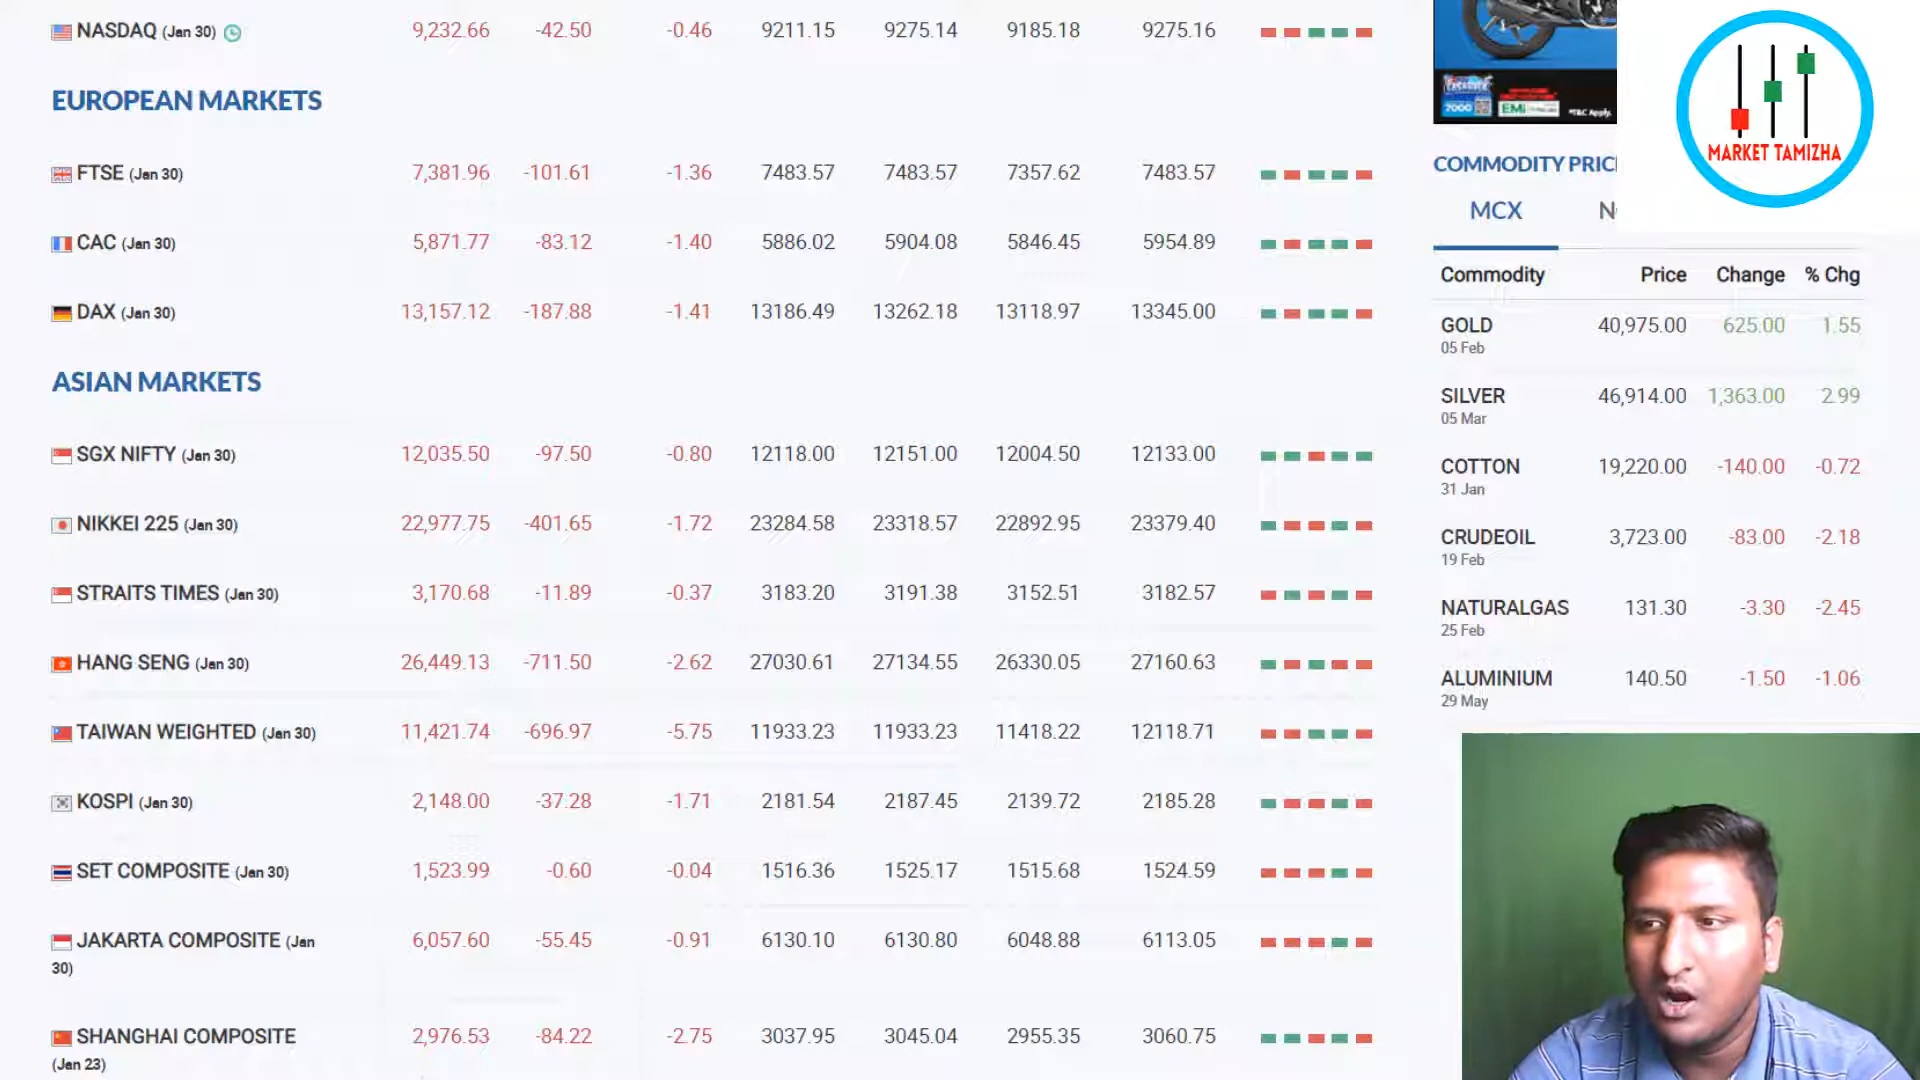 NASDAQ (Jan 30) 9,232.66 -42.50 -0.46 9211.15 9275.14 9185.18 9275.16
EUROPEAN MARKETS
FTSE (Jan 30) 7,381.96 -101.61 -1.36 7483.57 7483.57 7357.62 7483.57
CAC (Jan 30) 5,871.77 -83.12 -1.40 5886.02 5904.08 5846.45 5954.89
DAX (Jan 30) 13,157.12 -187.88 -1.41 13186.49 13262.18 13118.97 13345.00
ASIAN MARKETS
SGX NIFTY (Jan 30) 12,035.50 -97.50 -0.80 12118.00 12151.00 12004.50 12133.00
NIKKEI 225 (Jan 30) 22,977.75 -401.65 -1.72 23284.58 23318.57 22892.95 23379.40
STRAITS TIMES (Jan 30) 3,170.68 -11.89 -0.37 3183.20 3191.38 3152.51 3182.57
HANG SENG (Jan 30) 26,449.13 -711.50 -2.62 27030.61 27134.55 26330.05 27160.63
TAIWAN WEIGHTED (Jan 30) 11,421.74 -696.97 -5.75 11933.23 11933.23 11418.22 12118.71
KOSPI (Jan 30) 2,148.00 -37.28 -1.71 2181.54 2187.45 2139.72 2185.28
SET COMPOSITE (Jan 30) 1,523.99 -0.60 -0.04 1516.36 1525.17 1515.68 1524.59
JAKARTA COMPOSITE (Jan 6,057.60 -55.45 -0.91 6130.10 6130.80 6048.88 6113.05
30)
SHANGHAI COMPOSITE 2,976.53 -84.22 -2.75 3037.95 3045.04 2955.35 3060.75
(Jan 23)
7000 EMI *T&C Apply.
MARKET TAMIZHA
COMMODITY PRIC
MCX N
Commodity Price Change % Chg
GOLD 40,975.00 625.00 1.55
05 Feb
SILVER 46,914.00 1,363.00 2.99
05 Mar
COTTON 19,220.00 -140.00 -0.72
31 Jan
CRUDEOIL 3,723.00 -83.00 -2.18
19 Feb
NATURALGAS 131.30 -3.30 -2.45
25 Feb
ALUMINIUM 140.50 -1.50 -1.06
29 May